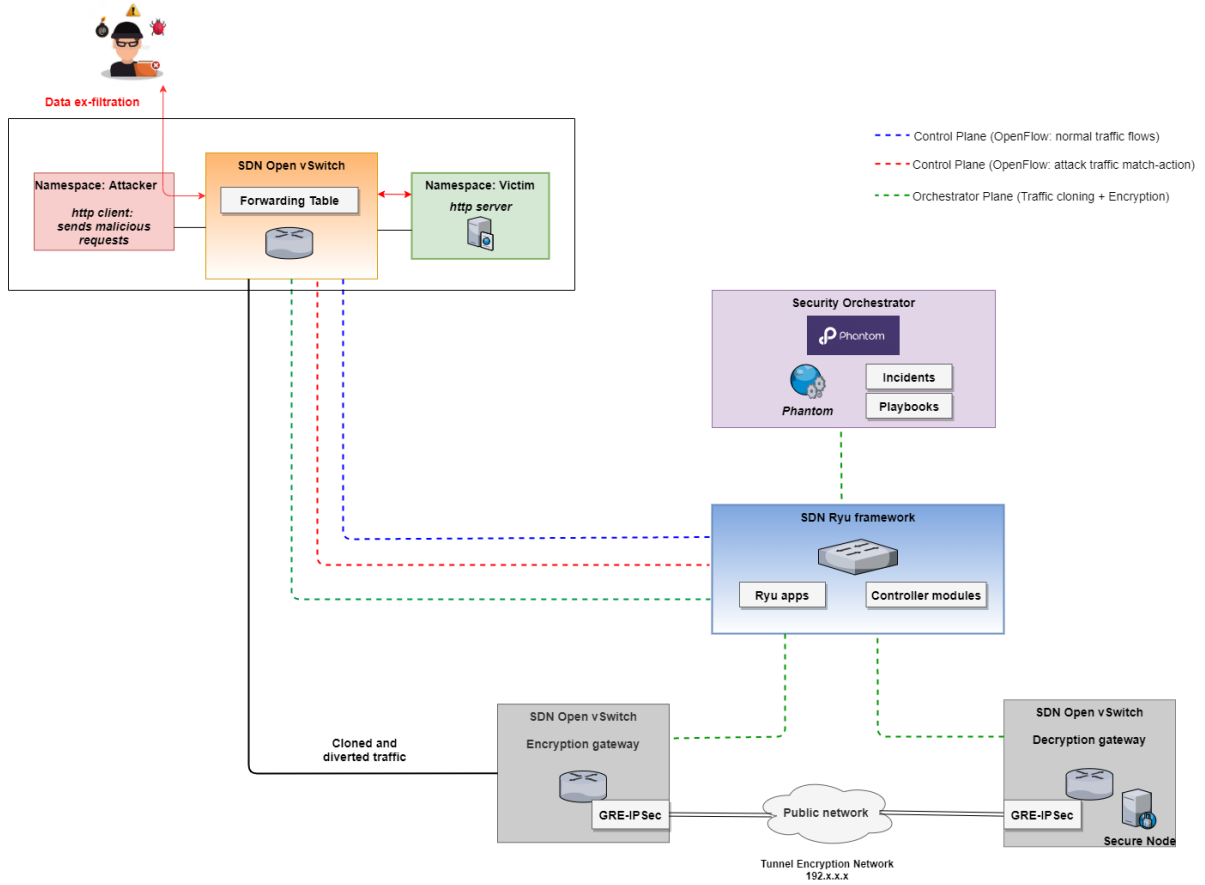 Data ex-filtration
SDN Open vSwitch
Forwarding Table
Namespace: Attacker
http client:
sends malicious
requests
Namespace: Victim
http server
Control Plane (OpenFlow: normal traffic flows)
Control Plane (OpenFlow: attack traffic match-action)
Orchestrator Plane (Traffic cloning + Encryption)
Security Orchestrator
Phantom
Phantom
Incidents
Playbooks
SDN Ryu framework
Ryu apps
Controller modules
Cloned and
diverted traffic
SDN Open vSwitch
Encryption gateway
GRE-IPSec
Public network
Tunnel Encryption Network
192.x.x.x
SDN Open vSwitch
Decryption gateway
GRE-IPSec
Secure Node